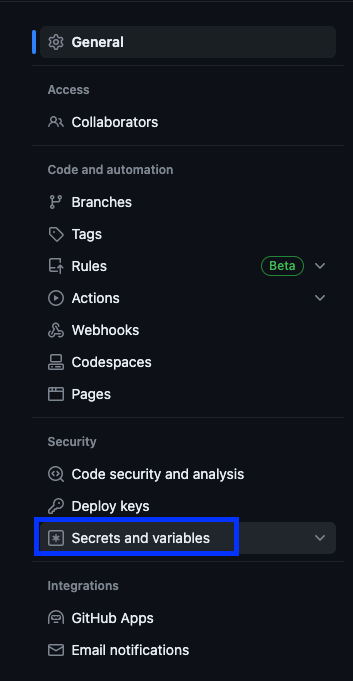 General
Access
Collaborators
Code and automation
Branches
Tags
Rules Beta
Actions
Webhooks
Codespaces
Pages
Security
Code security and analysis
Deploy keys
Secrets and variables
Integrations
GitHub Apps
Email notifications